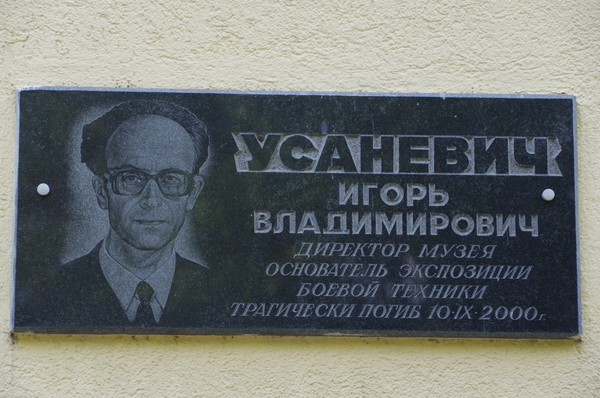 УСАНЕВИЧ
ИГОРЬ
ВЛАДИМИРОВИЧ
ДИРЕКТОР МУЗЕЯ
ОСНОВАТЕЛЬ ЭКСПОЗИЦИИ
БОЕВОЙ ТЕХНИКИ
ТРАГИЧЕСКИ ПОГИБ 10·IX·2000г.